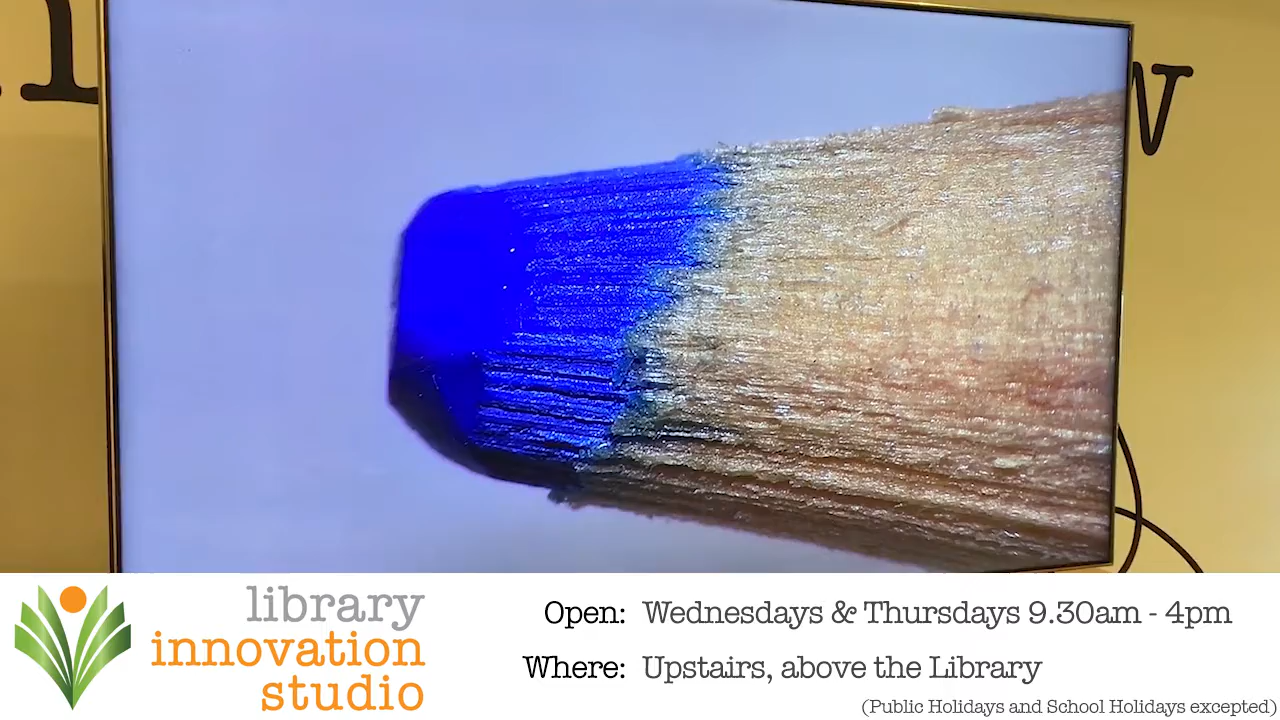 library
innovation
studio
Open: Wednesdays & Thursdays 9.30am - 4pm
Where: Upstairs, above the Library
(Public Holidays and School Holidays excepted)